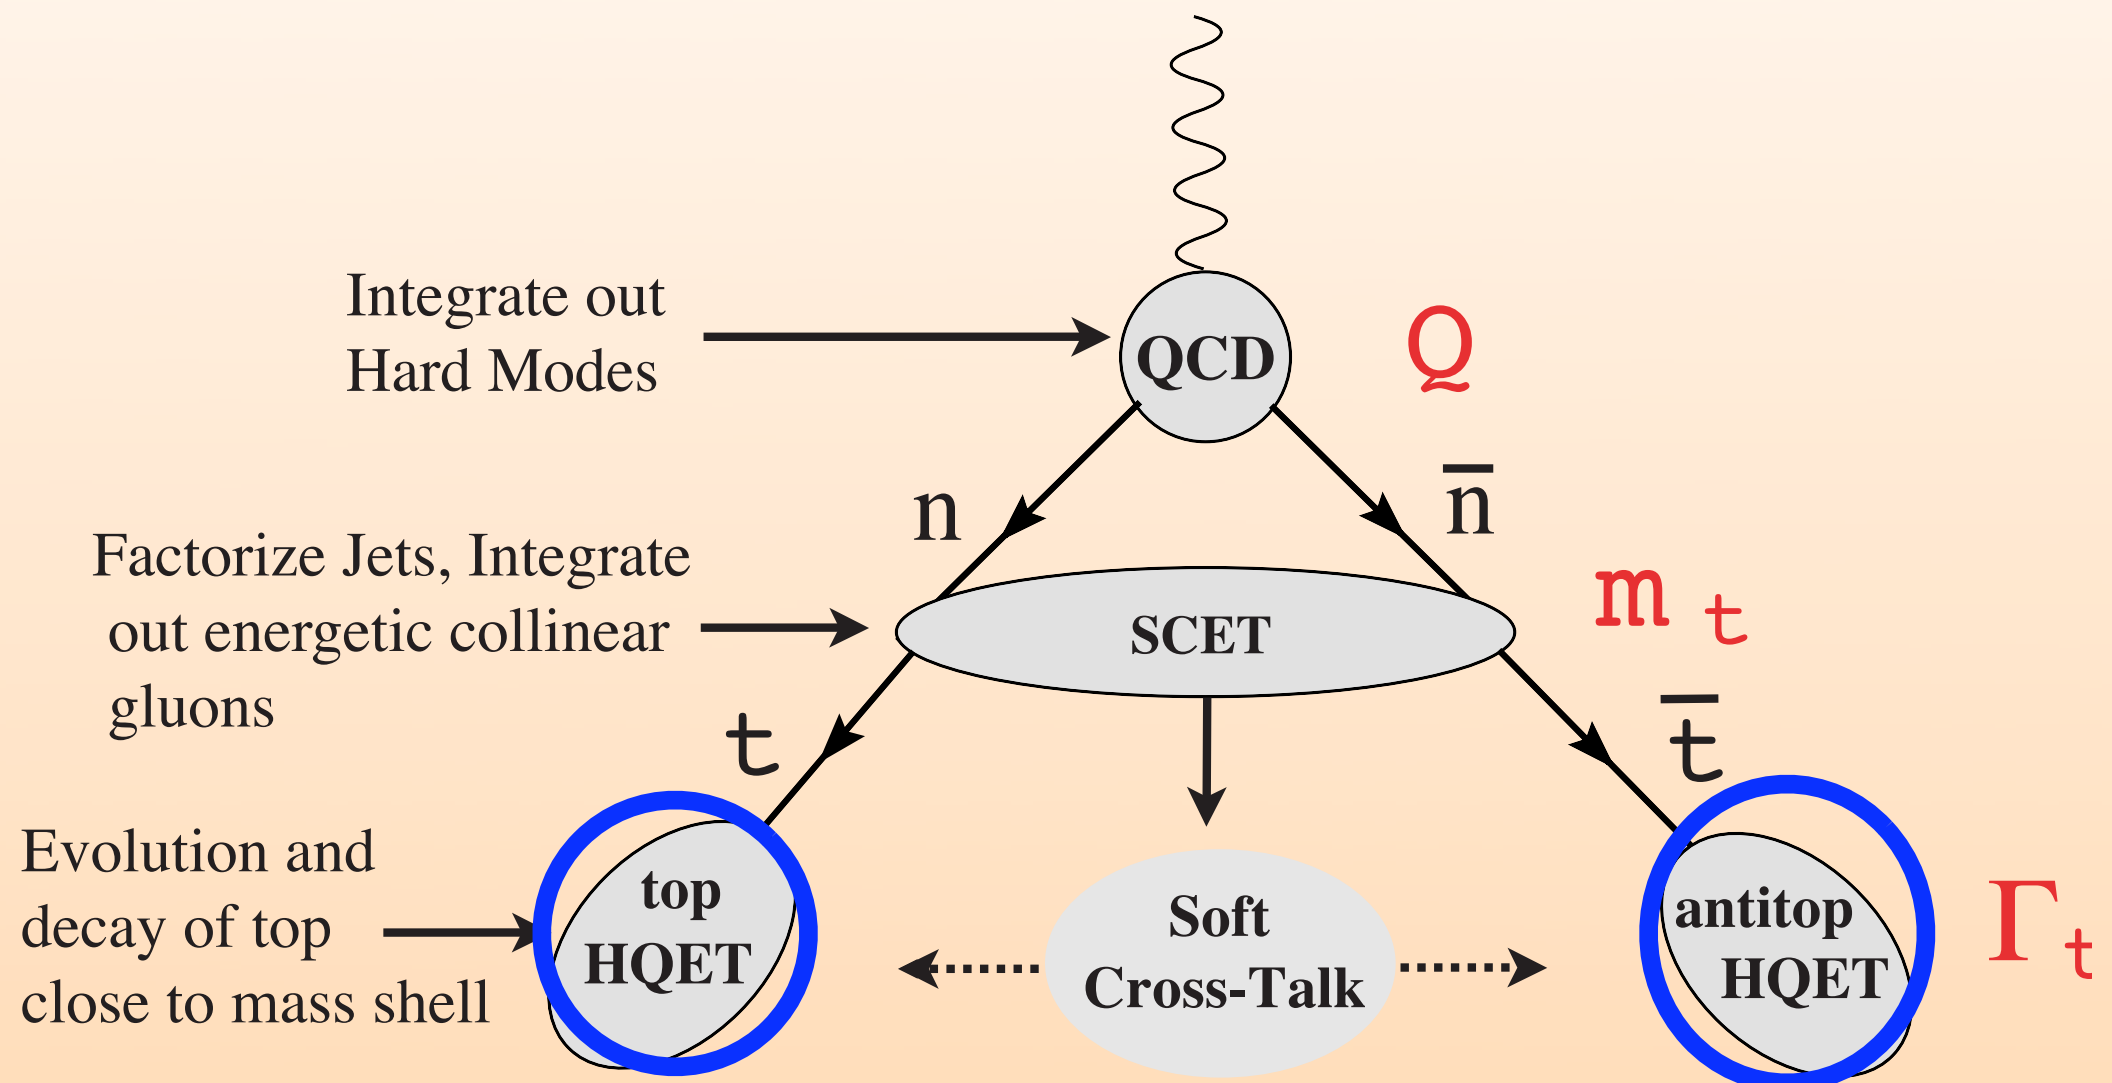 Integrate out
Hard Modes
QCD
Q
n
n̅
Factorize Jets, Integrate
out energetic collinear
gluons
SCET
m t
t
t̅
Evolution and
decay of top
close to mass shell
top
HQET
Soft
Cross-Talk
antitop
HQET
Γt